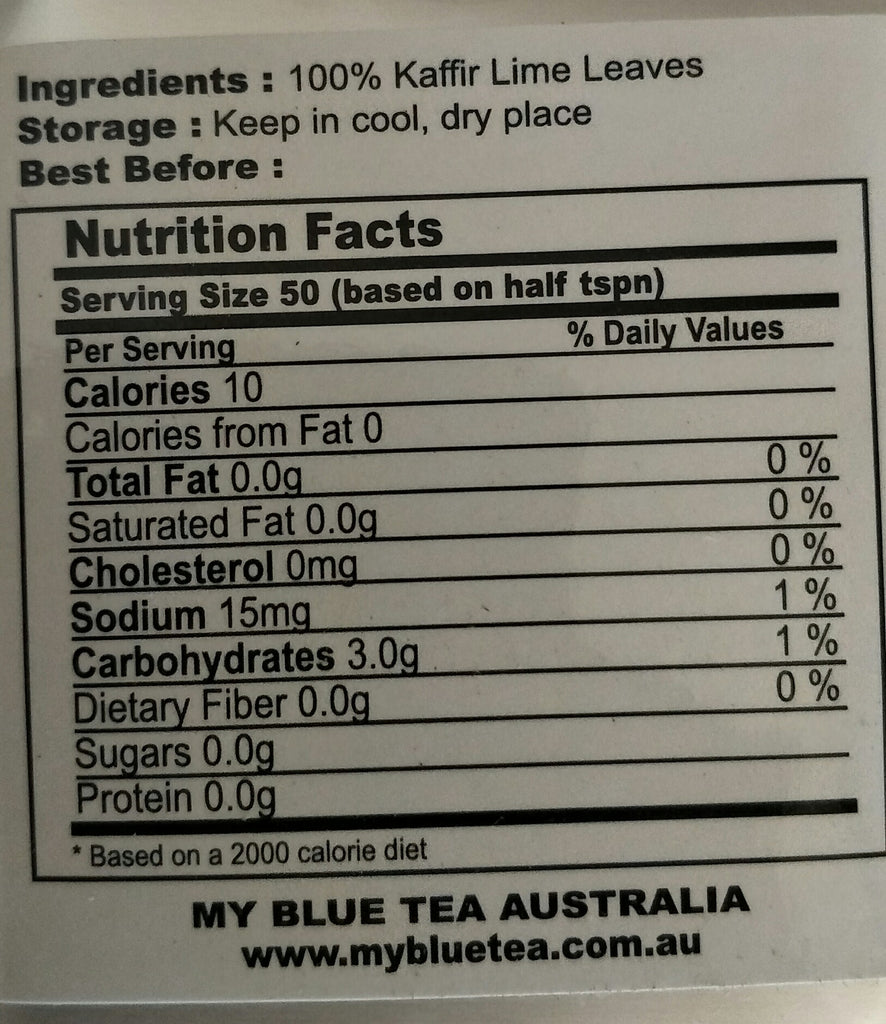 Ingredients : 100% Kaffir Lime Leaves
Storage : Keep in cool, dry place
Best Before :
Nutrition Facts
Serving Size 50 (based on half tspn)
Per Serving % Daily Values
Calories 10
Calories from Fat 0
Total Fat 0.0g 0 %
Saturated Fat 0.0g 0 %
Cholesterol 0mg 0 %
Sodium 15mg 1 %
Carbohydrates 3.0g 1 %
Dietary Fiber 0.0g 0 %
Sugars 0.0g
Protein 0.0g
* Based on a 2000 calorie diet
MY BLUE TEA AUSTRALIA
www.mybluetea.com.au